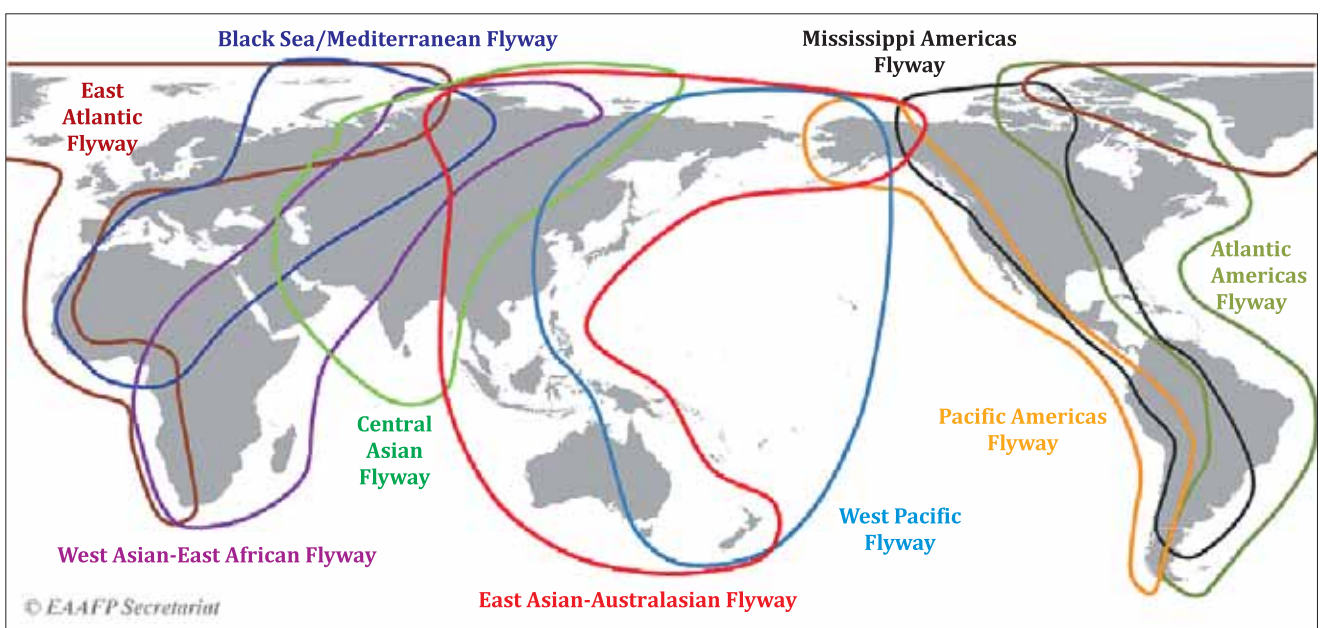 Black Sea/Mediterranean Flyway
Mississippi Americas
Flyway
East
Atlantic
Flyway
Atlantic
Americas
Flyway
Central
Asian
Flyway
Pacific Americas
Flyway
West Pacific
Flyway
West Asian-East African Flyway
East Asian-Australasian Flyway
© EAAFP Secretariat